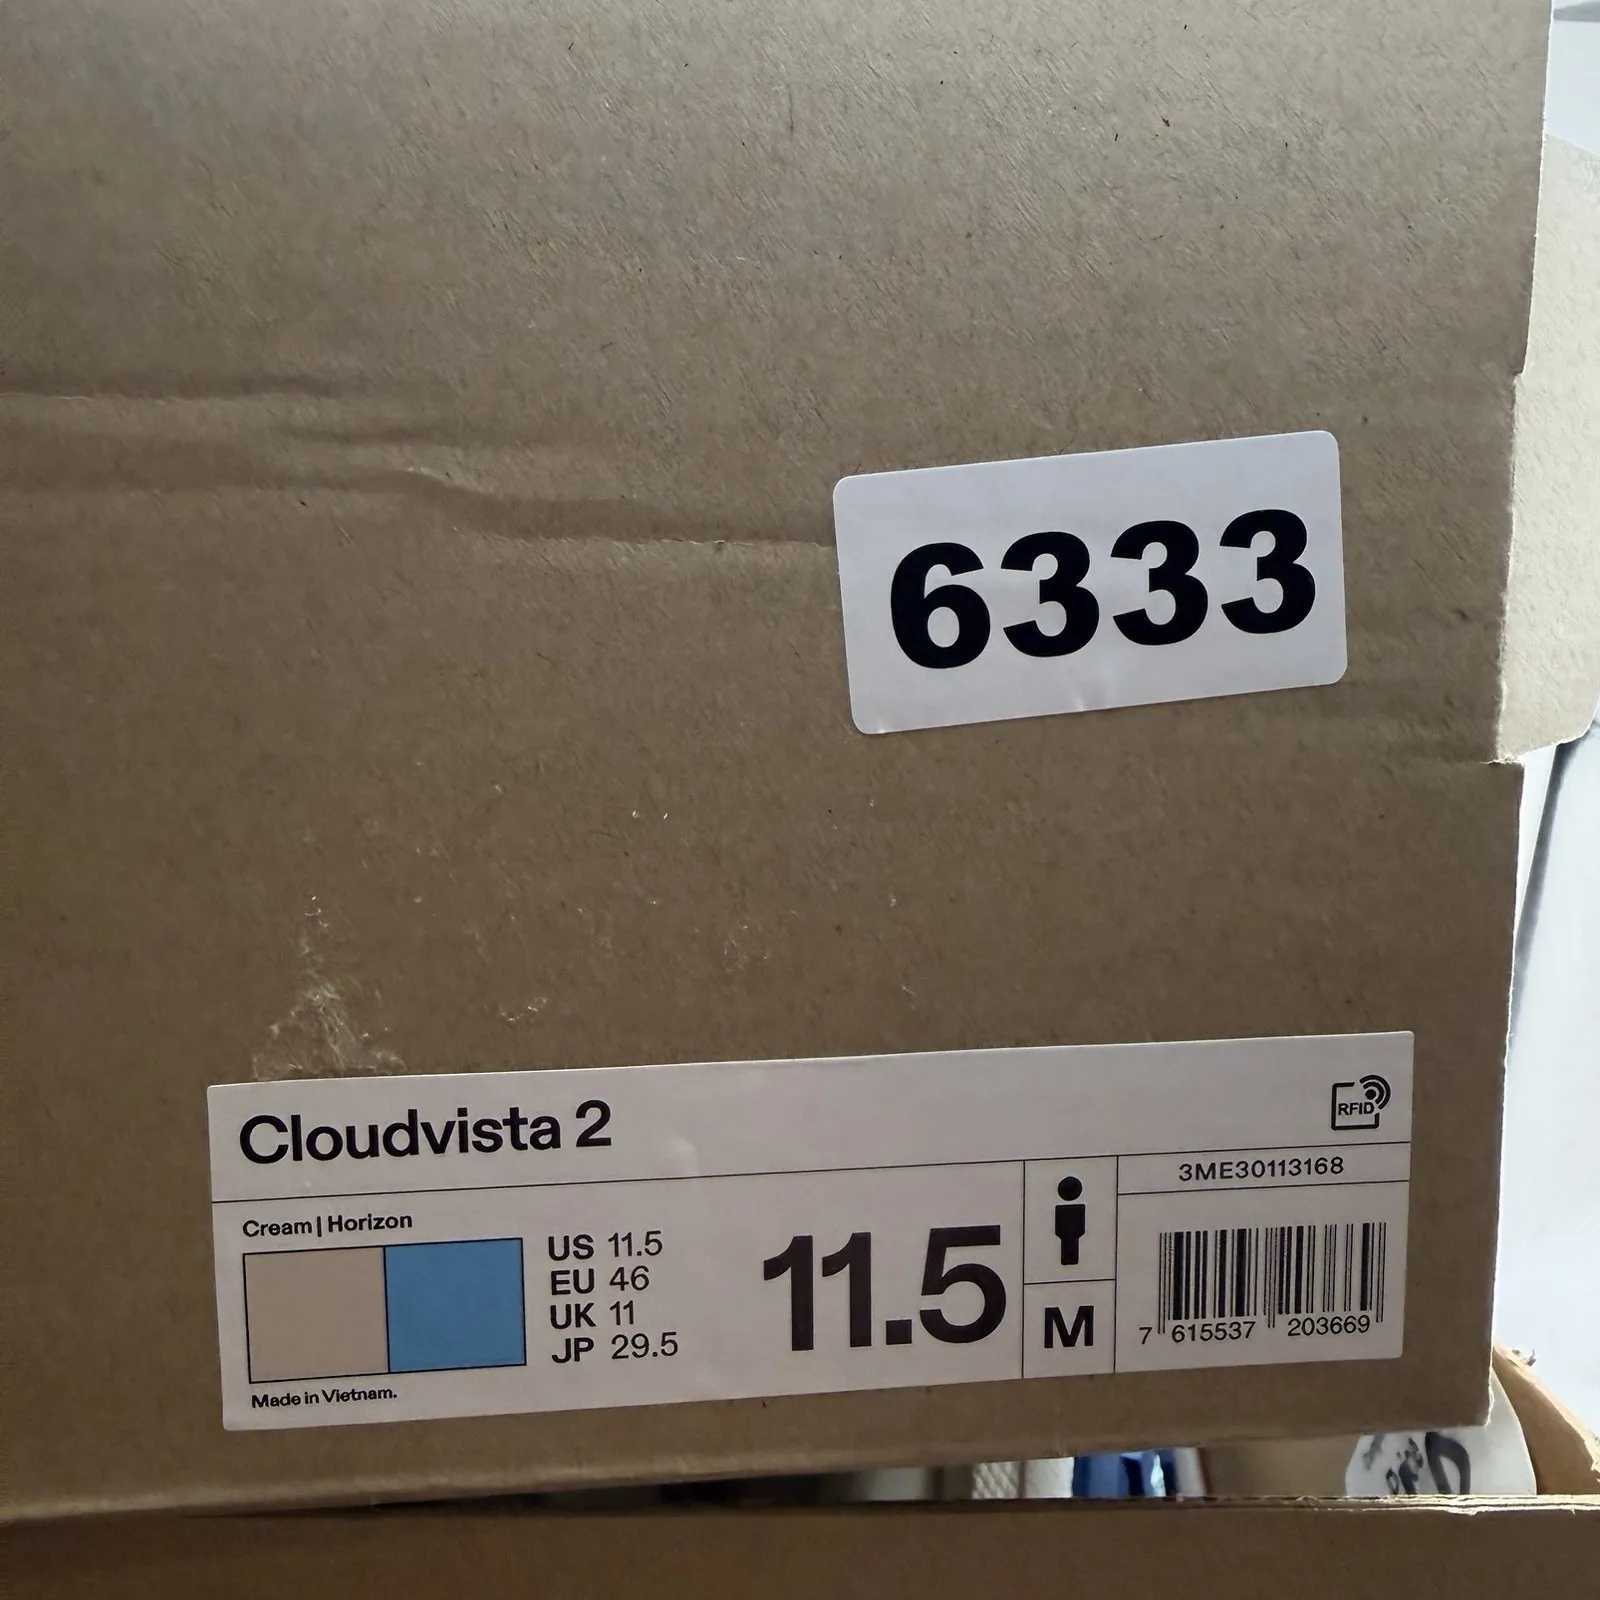 6333
Cloudvista 2
RFID
Cream | Horizon
US 11.5
EU 46
UK 11
JP 29.5
11.5
M
3ME30113168
7 615537 203669
Made in Vietnam.